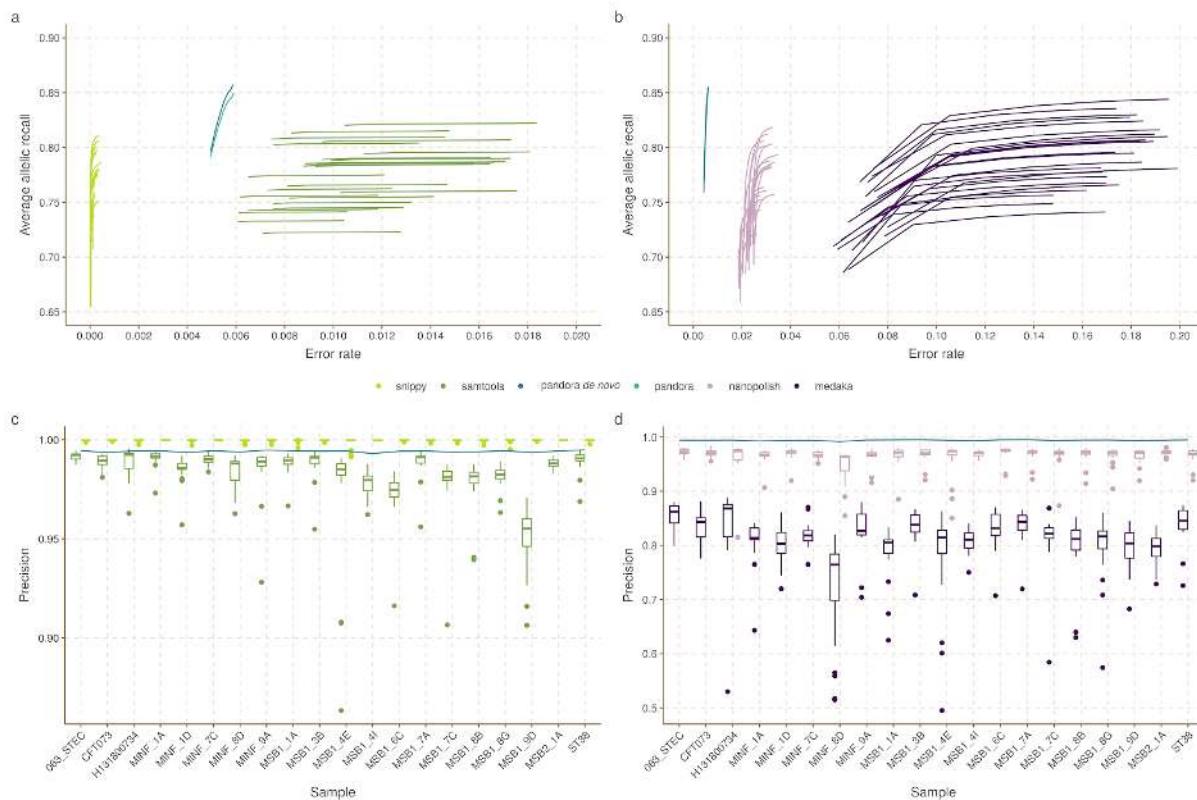 a
b
0.90
0.85
0.80
0.75
0.70
0.65
Average allelic recall
0.000 0.002 0.004 0.006 0.008 0.010 0.012 0.014 0.016 0.018 0.020
Error rate
0.90
0.85
0.80
0.75
0.70
0.65
Average allelic recall
0.00 0.02 0.04 0.06 0.08 0.10 0.12 0.14 0.16 0.18 0.20
Error rate
snippy samtools pandora de novo pandora nanopolish medaka
c
d
1.00
0.95
0.90
Precision
063_STEC CFT073 H131800734 MINF_1A MINF_1D MINF_7C MINF_8D MINF_9A MSB1_1A MSB1_3B MSB1_4E MSB1_4I MSB1_6C MSB1_7A MSB1_7C MSB1_8B MSB1_8G MSB1_9D MSB2_1A ST38
Sample
1.0
0.9
0.8
0.7
0.6
0.5
Precision
063_STEC CFT073 H131800734 MINF_1A MINF_1D MINF_7C MINF_8D MINF_9A MSB1_1A MSB1_3B MSB1_4E MSB1_4I MSB1_6C MSB1_7A MSB1_7C MSB1_8B MSB1_8G MSB1_9D MSB2_1A ST38
Sample